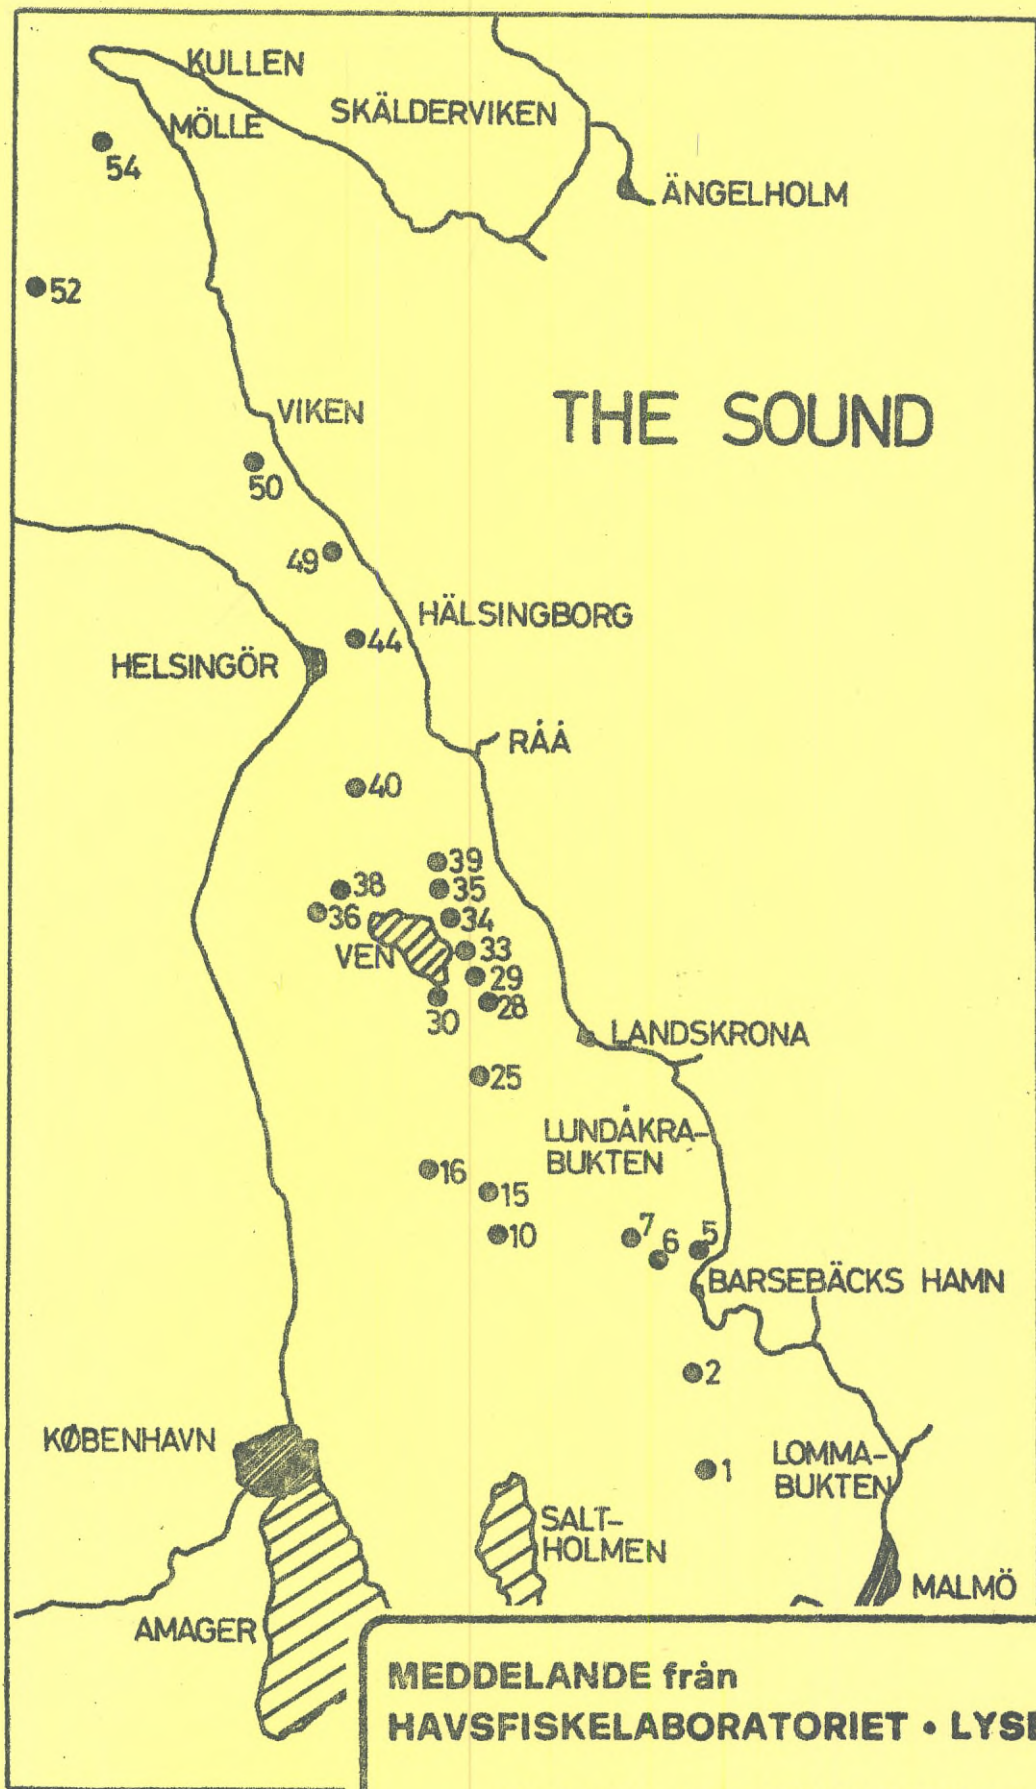 KULLEN
SKÄLDERVIKEN
MÖLLE
54
ÄNGELHOLM
52
THE SOUND
VIKEN
50
49
HÄLSINGBORG
44
HELSINGÖR
RÅÅ
40
39
38
35
36
34
VEN
33
29
30
28
LANDSKRONA
25
LUNDÅKRA-
BUKTEN
16
15
10
7
6
5
BARSEBÄCKS HAMN
2
KØBENHAVN
1
LOMMA-
BUKTEN
SALT-
HOLMEN
MALMÖ
AMAGER
MEDDELANDE från
HAVSFISKELABORATORIET • LYSE